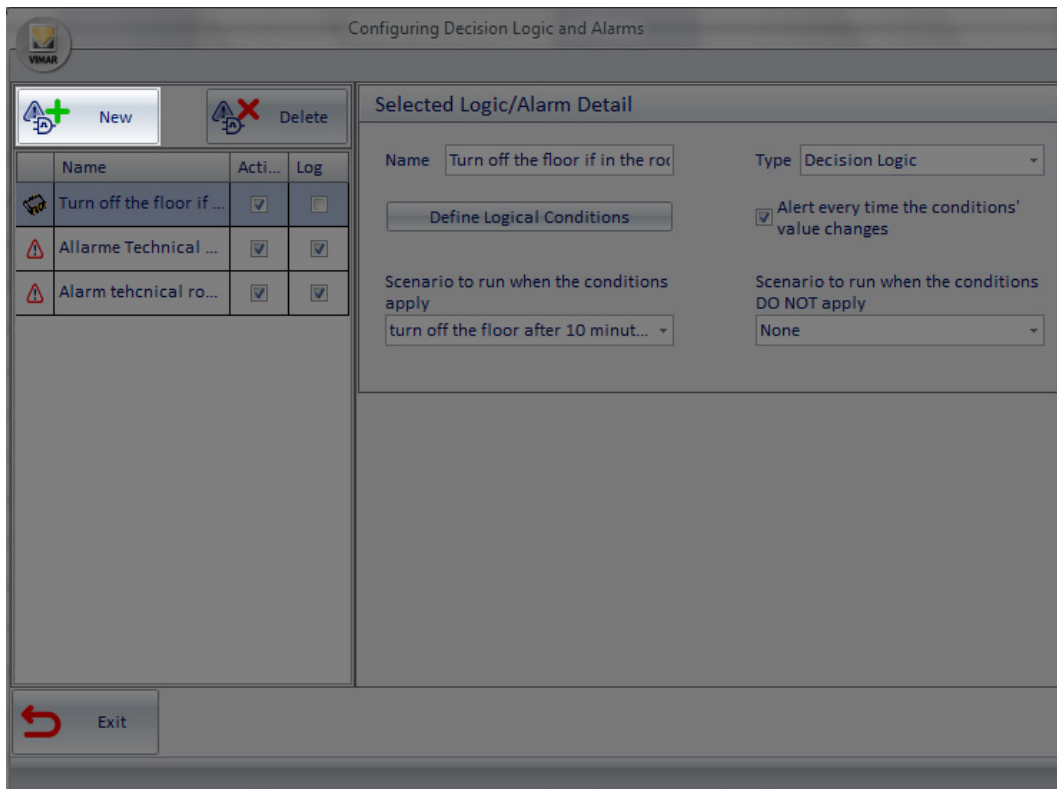 Configuring Decision Logic and Alarms
VIMAR
New
Delete
Name Acti... Log
Turn off the floor if ...
Allarme Technical ...
Alarm tehcnical ro...
Selected Logic/Alarm Detail
Name Turn off the floor if in the roo
Type Decision Logic
Define Logical Conditions
Alert every time the conditions'
value changes
Scenario to run when the conditions
apply
turn off the floor after 10 minut...
Scenario to run when the conditions
DO NOT apply
None
Exit